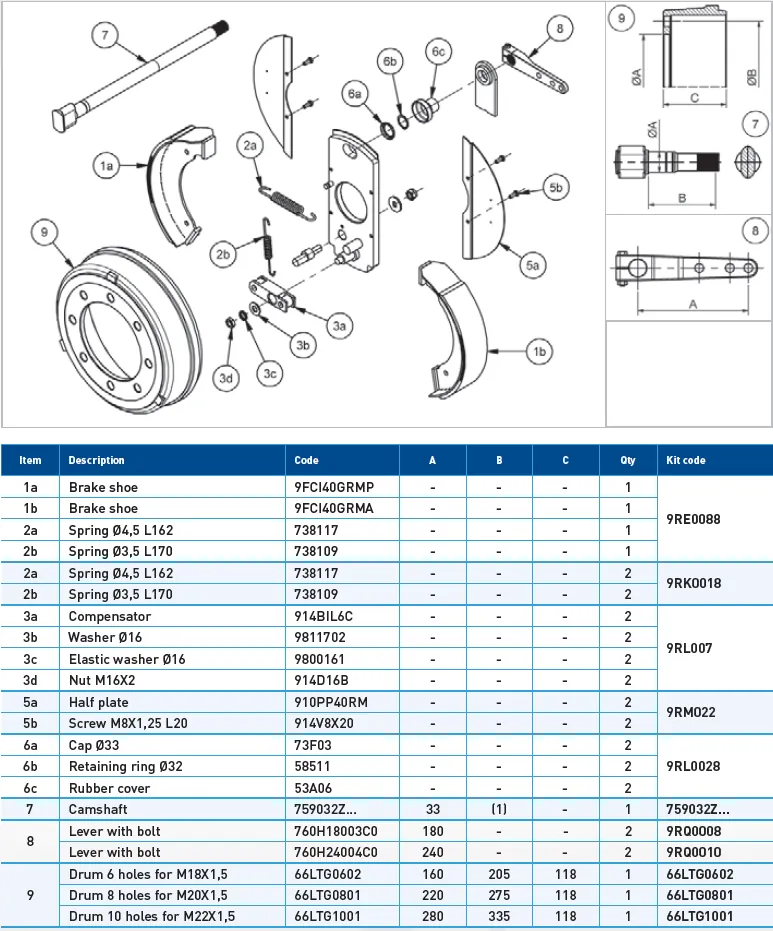 7
1a
9
2a
2b
6a
6b
6c
8
5b
5a
3a
3b
3c
3d
1b
9
ØA
ØB
C
7
ØA
B
8
A
Item Description Code A B C Qty Kit code
1a Brake shoe 9FCI40GRMP - - - 1
1b Brake shoe 9FCI40GRMA - - - 1
9RE0088
2a Spring Ø4,5 L162 738117 - - - 1
2b Spring Ø3,5 L170 738109 - - - 1
2a Spring Ø4,5 L162 738117 - - - 2
9RK0018
2b Spring Ø3,5 L170 738109 - - - 2
3a Compensator 914BIL6C - - - 2
3b Washer Ø16 9811702 - - - 2
9RL007
3c Elastic washer Ø16 9800161 - - - 2
3d Nut M16X2 914D16B - - - 2
5a Half plate 910PP40RM - - - 2
9RM022
5b Screw M8X1,25 L20 914V8X20 - - - 2
6a Cap Ø33 73F03 - - - 2
6b Retaining ring Ø32 58511 - - - 2 9RL0028
6c Rubber cover 53A06 - - - 2
7 Camshaft 759032Z... 33 (1) - 1 759032Z...
8 Lever with bolt 760H18003C0 180 - - 2 9RQ0008
Lever with bolt 760H24004C0 240 - - 2 9RQ0010
Drum 6 holes for M18X1,5 66LTG0602 160 205 118 1 66LTG0602
9 Drum 8 holes for M20X1,5 66LTG0801 220 275 118 1 66LTG0801
Drum 10 holes for M22X1,5 66LTG1001 280 335 118 1 66LTG1001